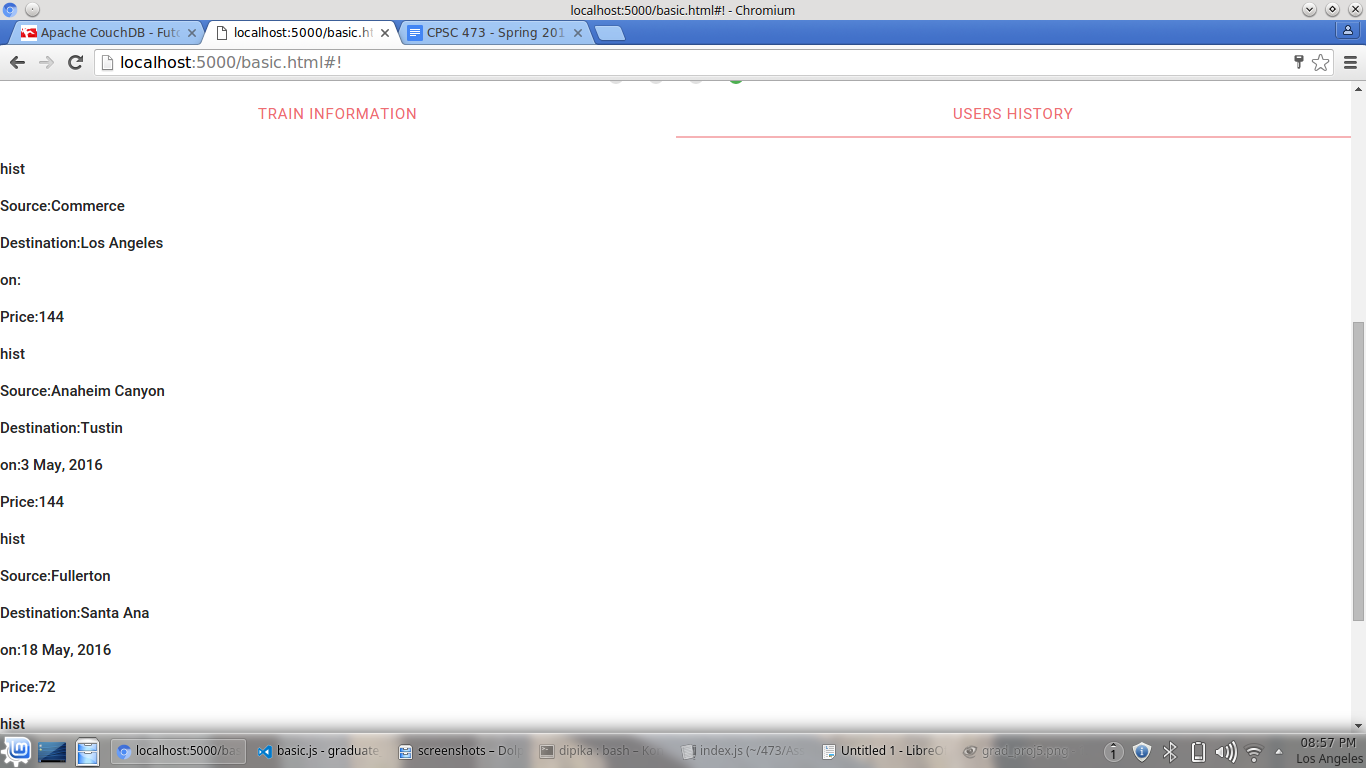 localhost:5000/basic.html#! - Chromium
Apache CouchDB - Futo
localhost:5000/basic.ht
CPSC 473 - Spring 201
localhost:5000/basic.html#!
TRAIN INFORMATION
USERS HISTORY
hist
Source:Commerce
Destination:Los Angeles
on:
Price:144
hist
Source:Anaheim Canyon
Destination:Tustin
on:3 May, 2016
Price:144
hist
Source:Fullerton
Destination:Santa Ana
on:18 May, 2016
Price:72
hist
localhost:5000/bas
basic.js - graduate
screenshots – Dolp
dipika : bash – Kon
index.js (~/473/As
Untitled 1 - LibreO
grad_proj5.png -
08:57 PM
Los Angeles